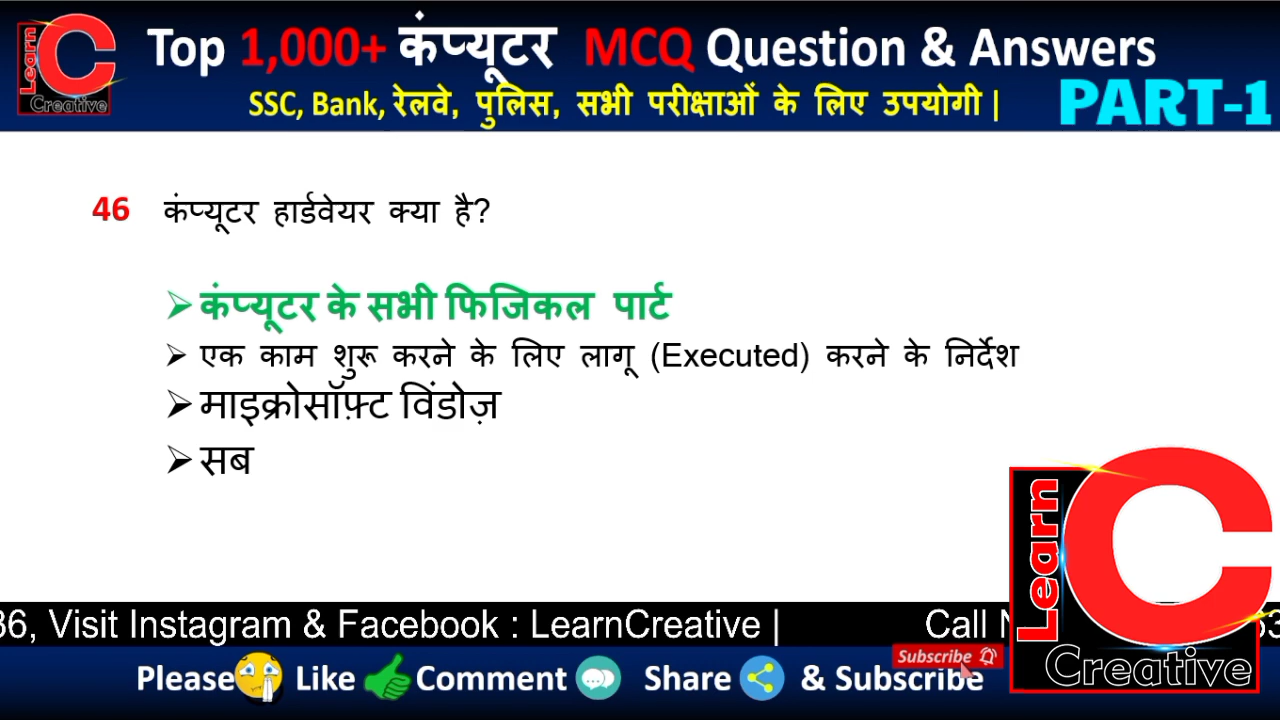 Learn
Creative
Top 1,000+ कंप्यूटर MCQ Question & Answers
SSC, Bank, रेलवे, पुलिस, सभी परीक्षाओं के लिए उपयोगी |
PART-1
46 कंप्यूटर हार्डवेयर क्या है?
कंप्यूटर के सभी फिजिकल पार्ट
एक काम शुरू करने के लिए लागू (Executed) करने के निर्देश
माइक्रोसॉफ़्ट विंडोज़
सब
Learn
Creative
36, Visit Instagram & Facebook : LearnCreative | Call
Subscribe
Please Like Comment Share & Subscribe